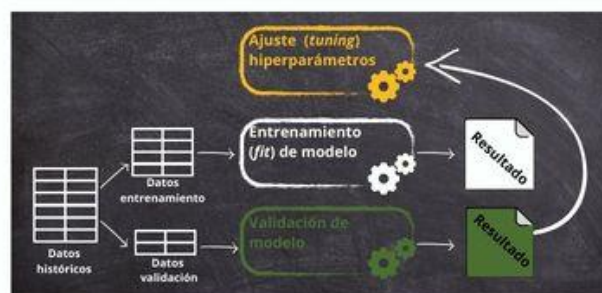 Ajuste (tuning)
hiperparámetros
Entrenamiento
(fit) de modelo
Resultado
Datos
entrenamiento
Datos
históricos
Validación de
modelo
Resultado
Datos
validación